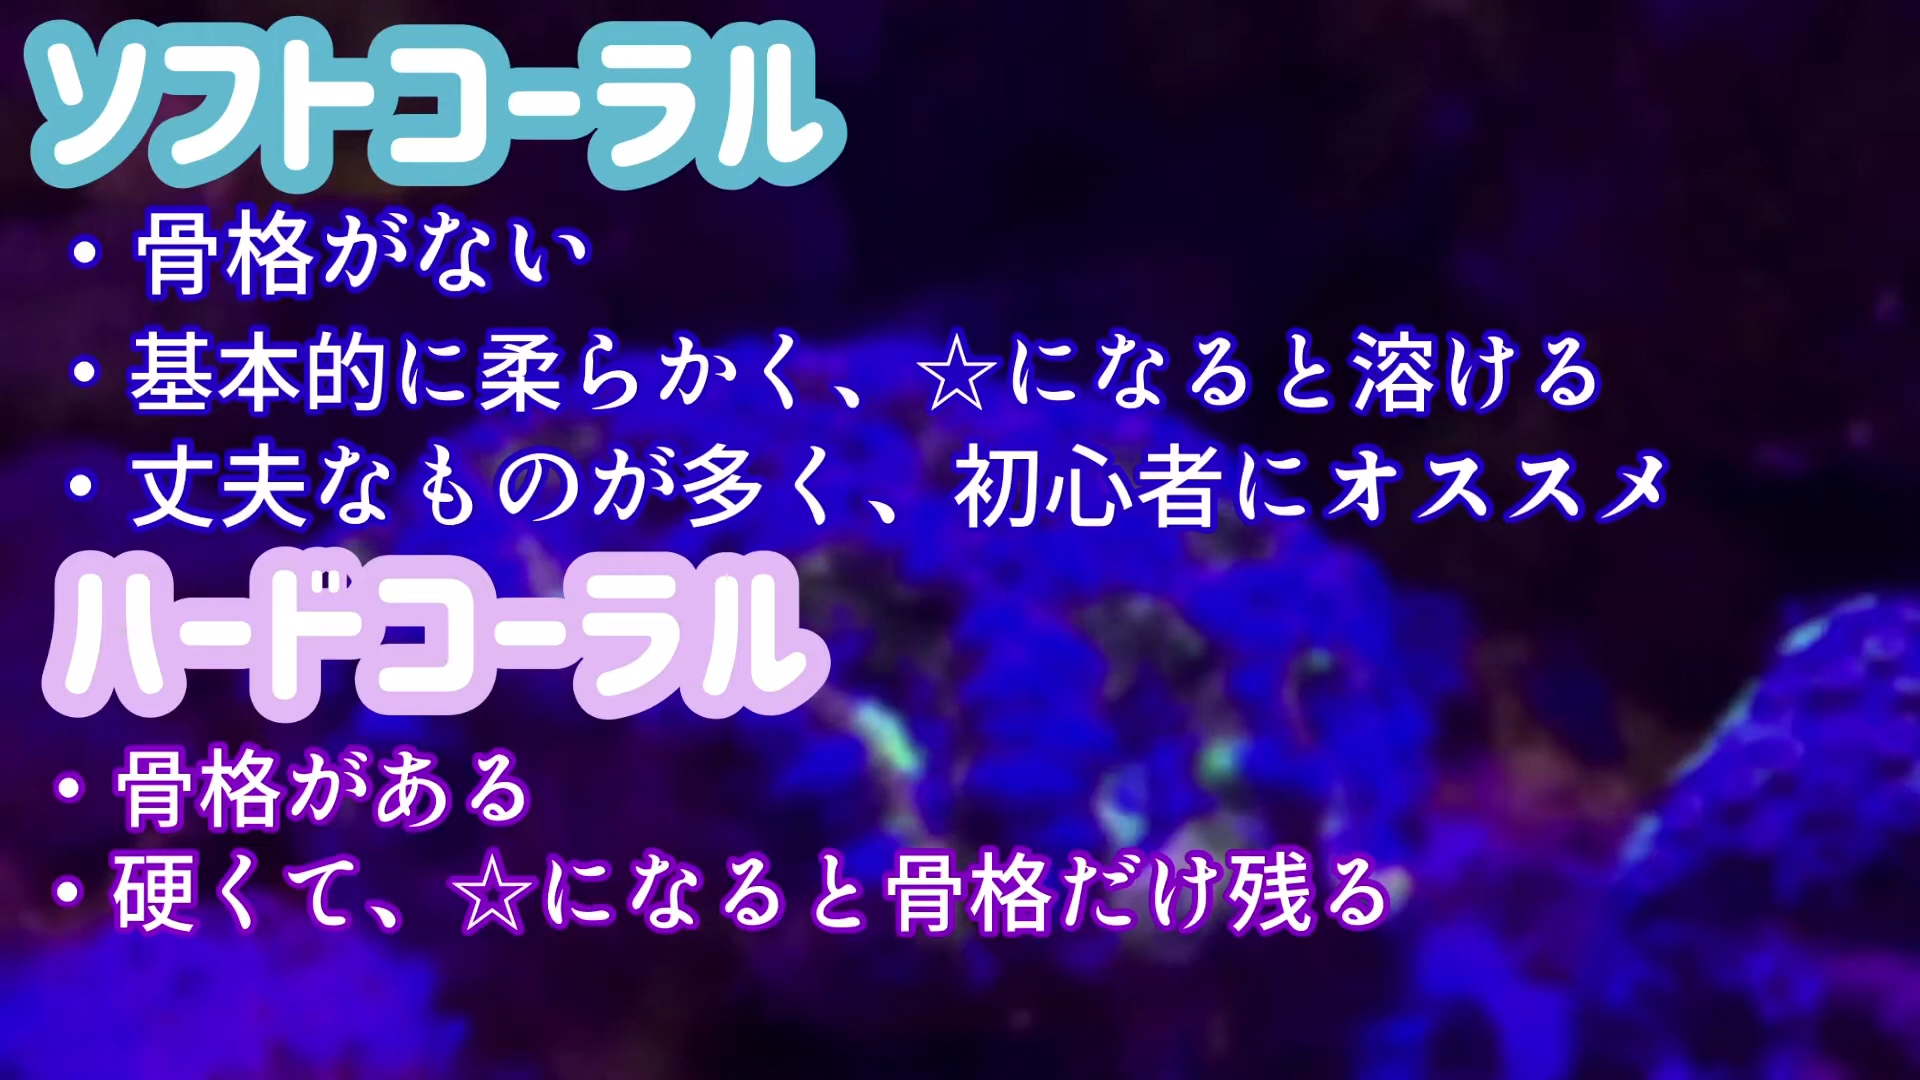 ソフトコーラル
・骨格がない
・基本的に柔らかく、☆になると溶ける
・丈夫なものが多く、初心者にオススメ
ハードコーラル
・骨格がある
・硬くて、☆になると骨格だけ残る